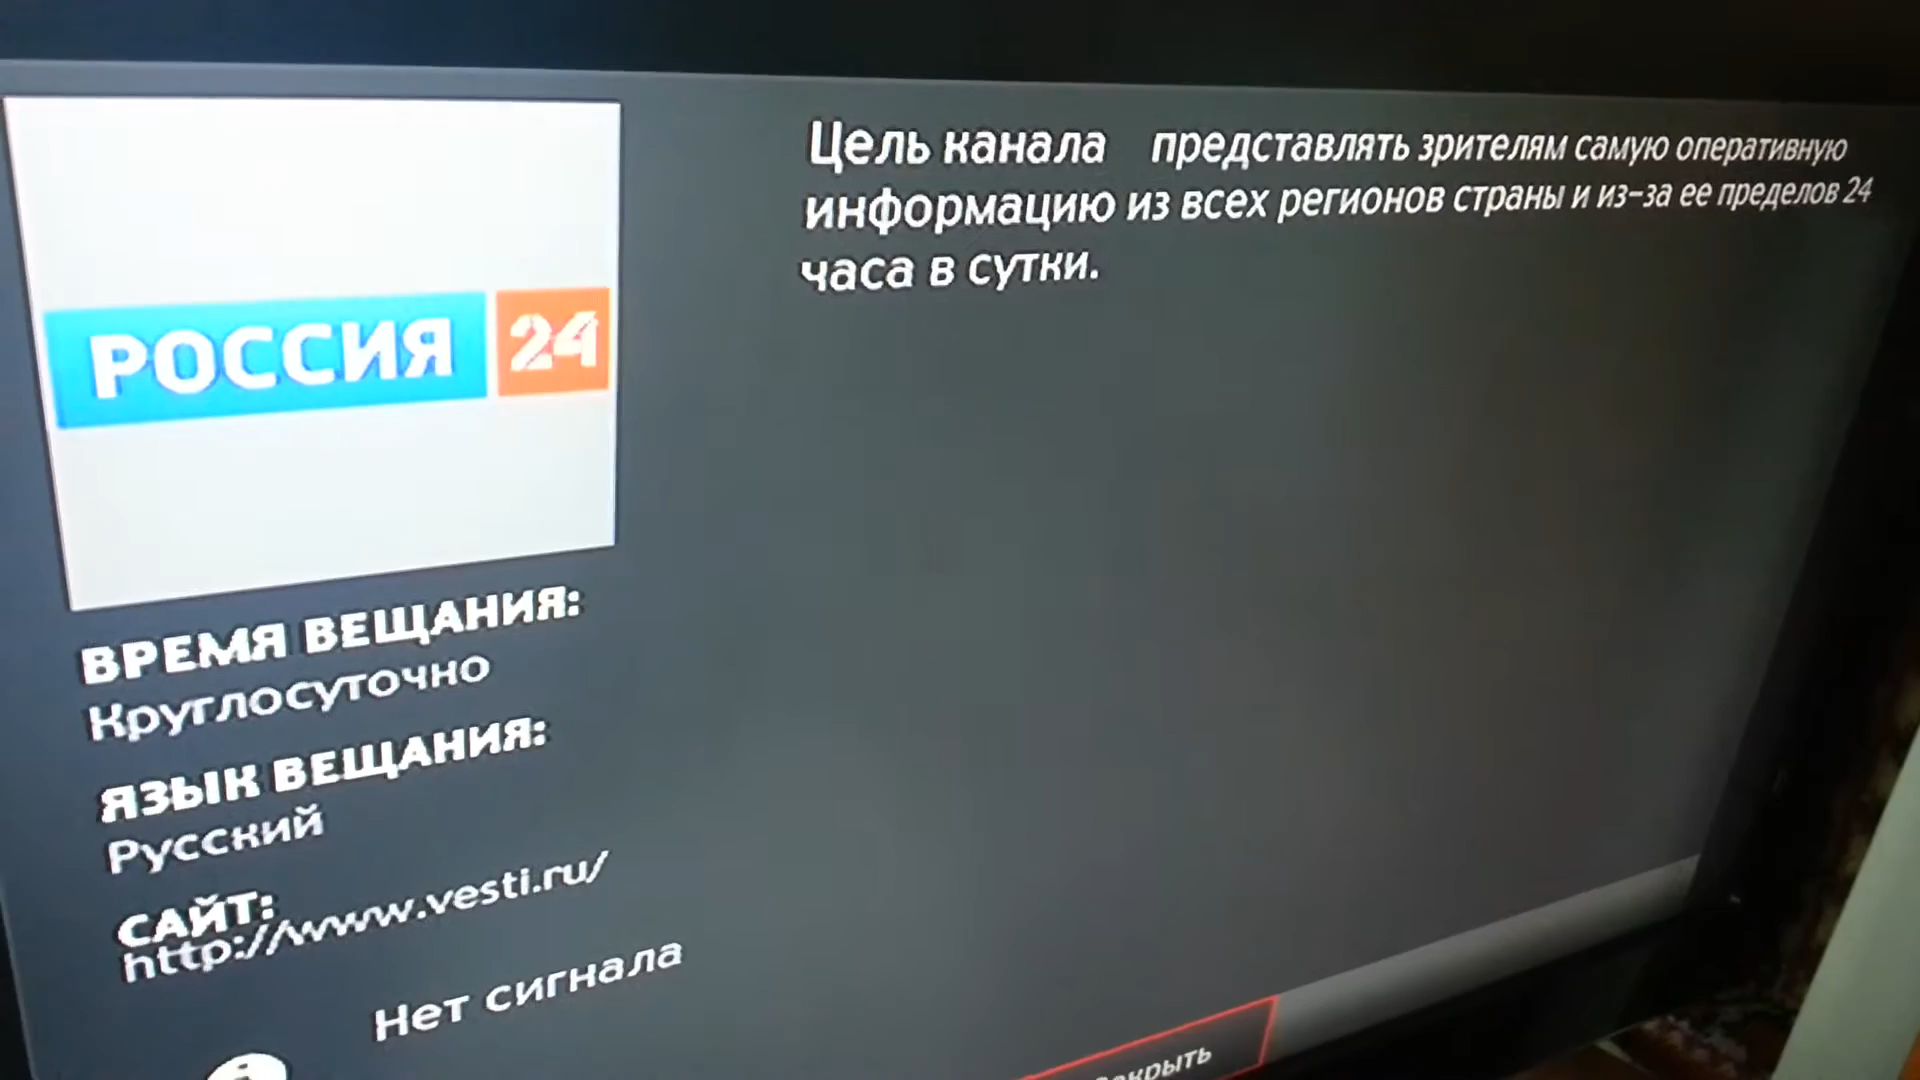 РОССИЯ 24
Цель канала представлять зрителям самую оперативную
информацию из всех регионов страны и из-за ее пределов 24
часа в сутки.
ВРЕМЯ ВЕЩАНИЯ:
Круглосуточно
ЯЗЫК ВЕЩАНИЯ:
Русский
САЙТ:
http://www.vesti.ru/
Нет сигнала
Закрыть